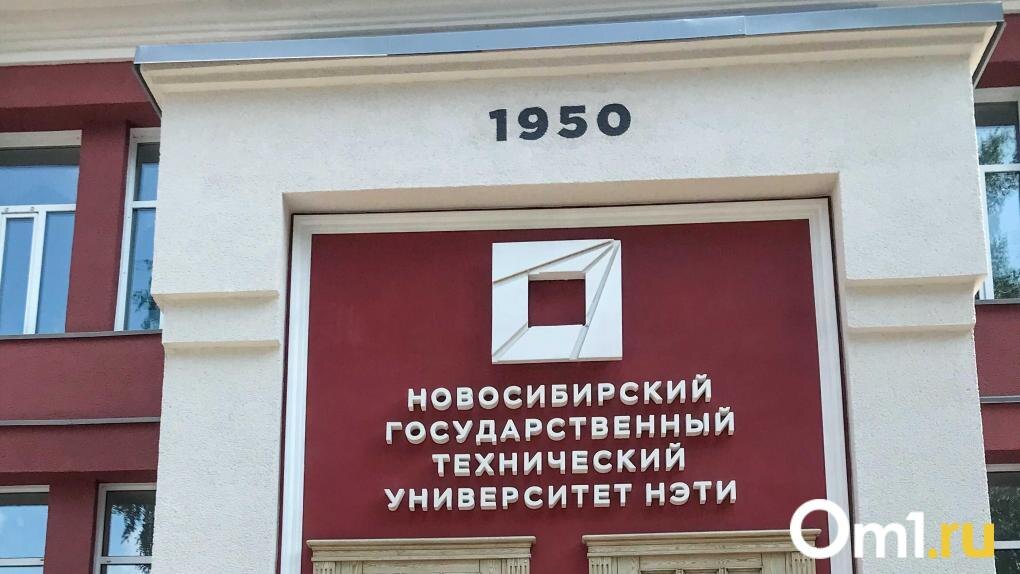 1950
НОВОСИБИРСКИЙ
ГОСУДАРСТВЕННЫЙ
ТЕХНИЧЕСКИЙ
УНИВЕРСИТЕТ НЭТИ
Om1.ru